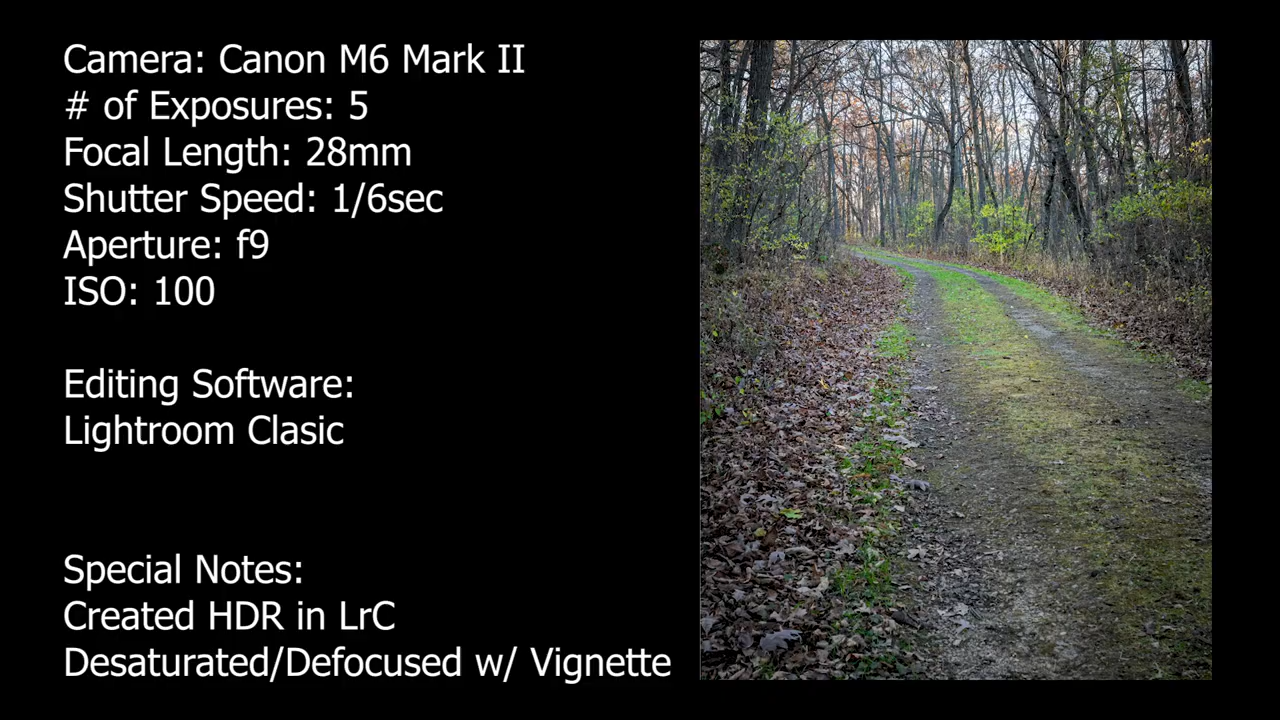 Camera: Canon M6 Mark II
# of Exposures: 5
Focal Length: 28mm
Shutter Speed: 1/6sec
Aperture: f9
ISO: 100
Editing Software:
Lightroom Clasic
Special Notes:
Created HDR in LrC
Desaturated/Defocused w/ Vignette